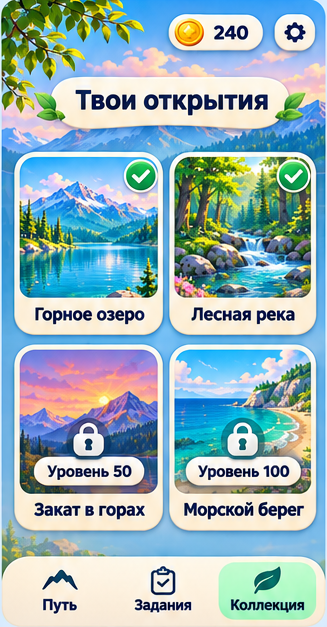 240
Твои открытия
Горное озеро
Лесная река
Уровень 50
Уровень 100
Закат в горах
Морской берег
Путь
Задания
Коллекция